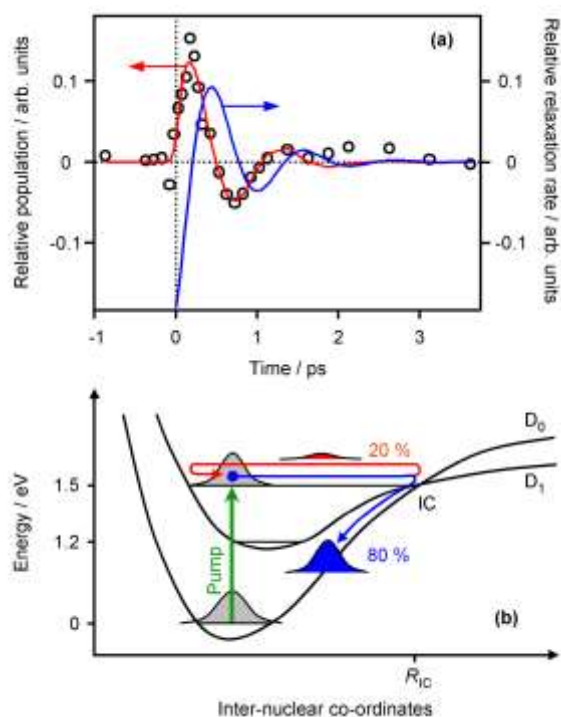 (a)
Relative population / arb. units
0.1
0
-0.1
Relative relaxation rate / arb. units
0.1
0
-0.1
-1 0 1 2 3
Time / ps
Energy / eV
1.5
1.2
0
Pump
20 %
80 %
IC
D0
D1
(b)
RIC
Inter-nuclear co-ordinates